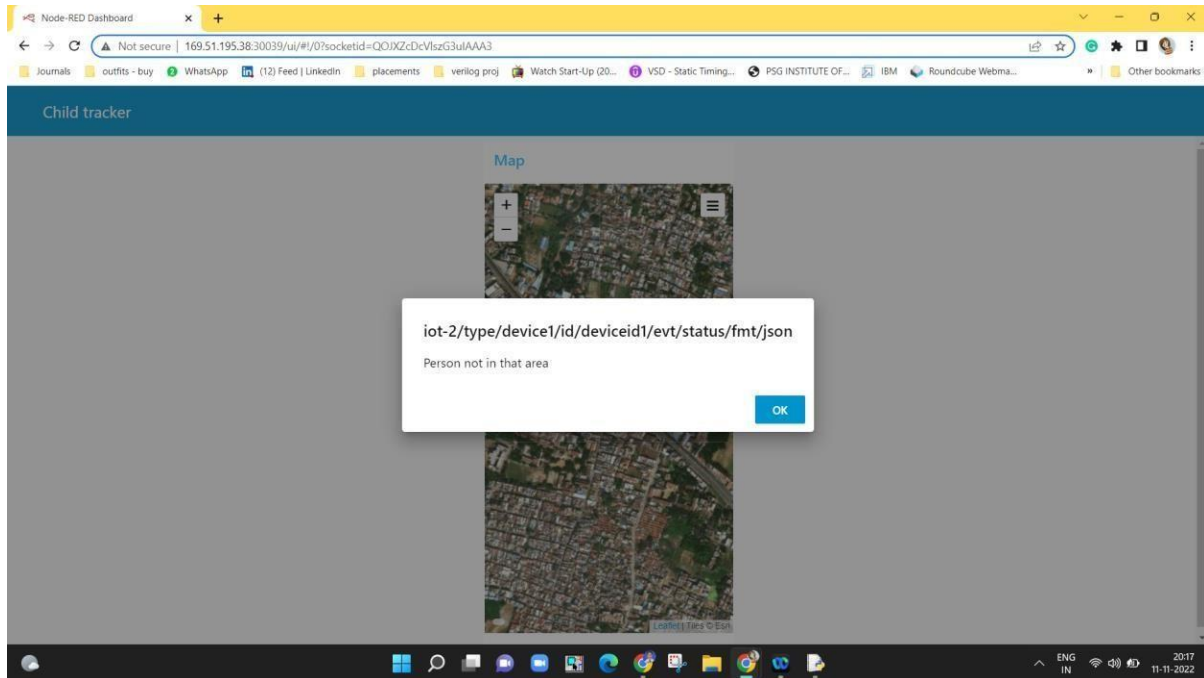 Node-RED Dashboard
Not secure | 169.51.195.38:30039/ui/#!/0?socketid=QOJXZcDcVlszG3ulAAA3
Journals outfits - buy WhatsApp (12) Feed | LinkedIn placements verilog proj Watch Start-Up (20... VSD - Static Timing... PSG INSTITUTE OF... IBM Roundcube Webma... » Other bookmarks
Child tracker
Map
+
−
iot-2/type/device1/id/deviceid1/evt/status/fmt/json
Person not in that area
OK
Leaflet | Tiles © Esri
ENG
IN
20:17
11-11-2022